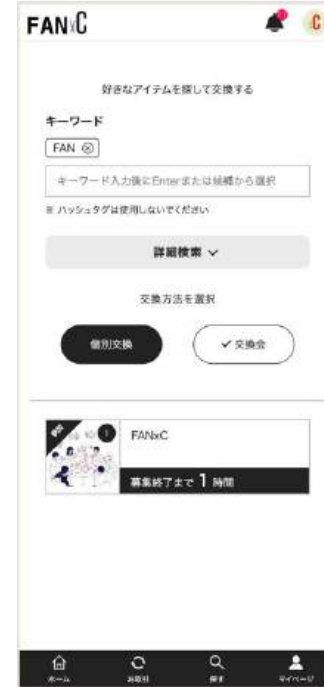 FAN×C
好きなアイテムを探して交換する
キーワード
FAN
キーワード入力後にEnterまたは候補から選択
※ ハッシュタグは使用しないでください
詳細検索
交換方法を選択
個別交換
交換会
FANxC
募集終了まで 1 時間
ホーム
お取引
探す
マイページ